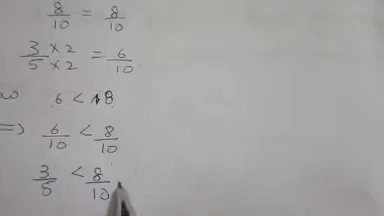 8/10 = 8/10
3 × 2/5 × 2 = 6/10
6 < 8
=> 6/10 < 8/10
3/5 < 8/10